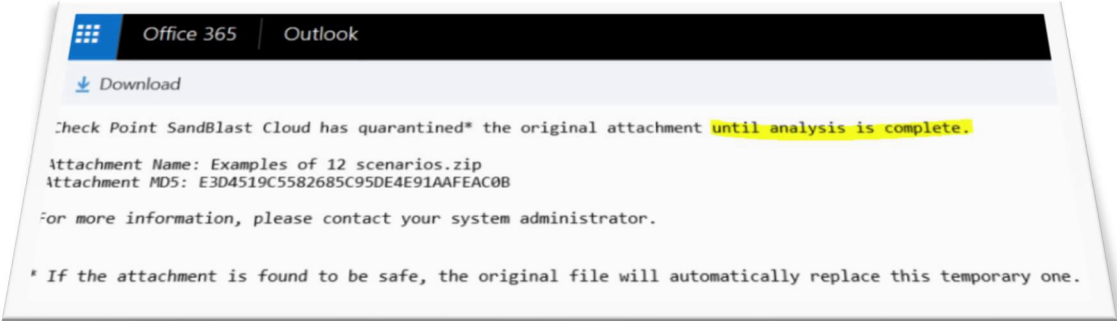 Office 365 Outlook
Download
Check Point SandBlast Cloud has quarantined* the original attachment until analysis is complete.
Attachment Name: Examples of 12 scenarios.zip
Attachment MD5: E3D4519C5582685C95DE4E91AAFEAC0B
For more information, please contact your system administrator.
* If the attachment is found to be safe, the original file will automatically replace this temporary one.